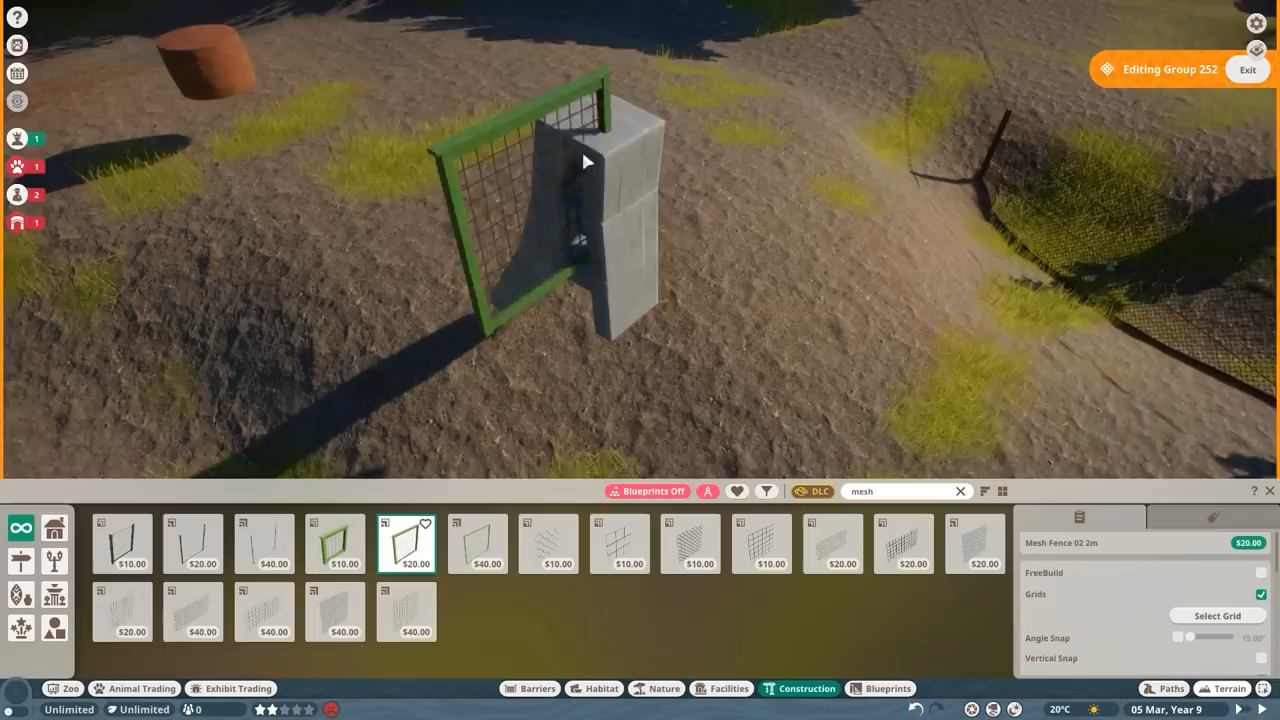 ?
Editing Group 252 Exit
1
1
2
1
Blueprints Off DLC mesh ?
$10.00 $20.00 $40.00 $10.00 $20.00 $40.00 $10.00 $10.00 $10.00 $10.00 $20.00 $20.00 $20.00
$20.00 $40.00 $40.00 $40.00 $40.00
Mesh Fence 02 2m $20.00
FreeBuild
Grids
Select Grid
Angle Snap 15.00°
Vertical Snap
Zoo Animal Trading Exhibit Trading Barriers Habitat Nature Facilities Construction Blueprints Paths Terrain
Unlimited Unlimited 0 20°C 05 Mar, Year 9